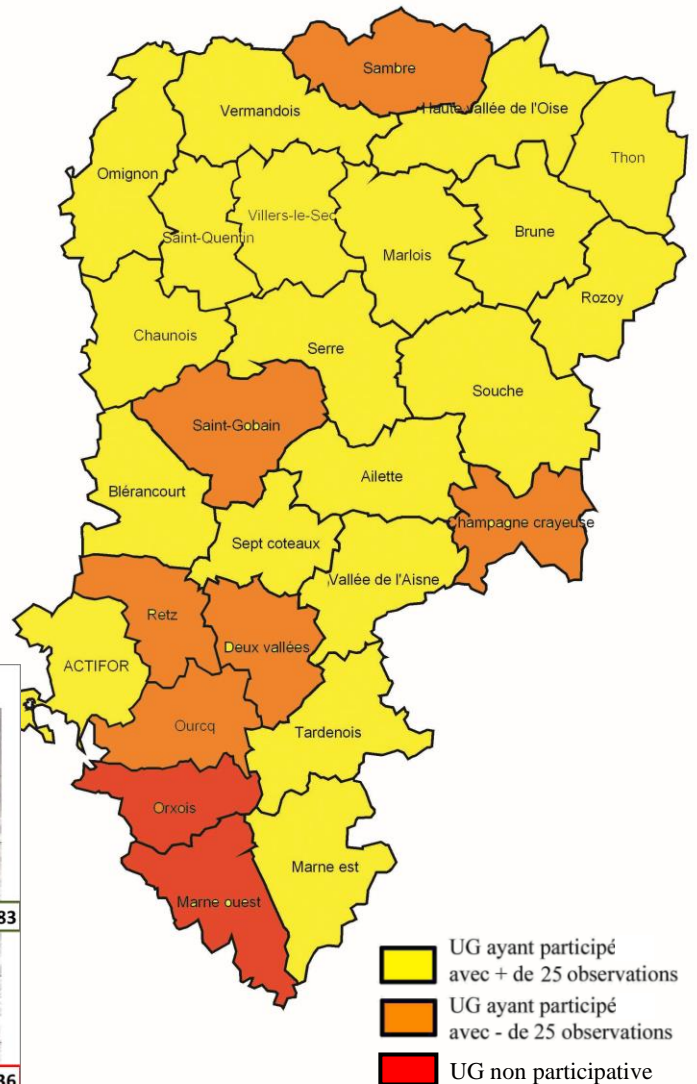 Sambre
Vermandois
Haute vallée de l'Oise
Thon
Omignon
Villers-le-Sec
Saint-Quentin
Marlois
Brune
Rozoy
Chaunois
Serre
Souche
Saint-Gobain
Ailette
Blérancourt
Champagne crayeuse
Sept coteaux
Vallée de l'Aisne
Retz
Deux vallées
ACTIFOR
Ourcq
Tardenois
Orxois
Marne est
Marne ouest
83
36
UG ayant participé
avec + de 25 observations
UG ayant participé
avec - de 25 observations
UG non participative